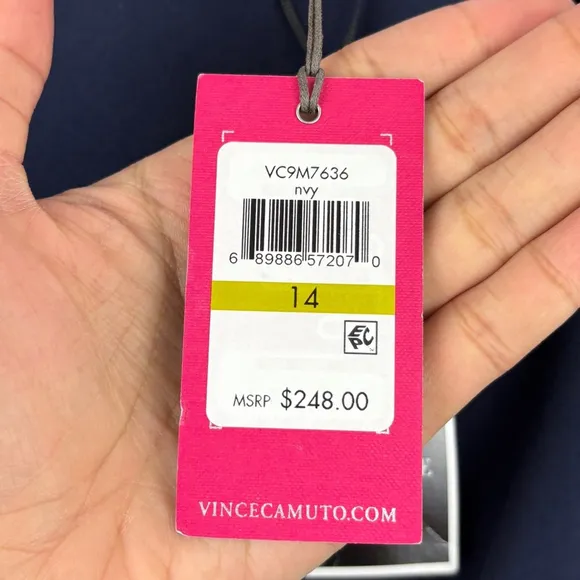 VC9M7636
nvy
6 89886 57207 0
14
EPC
MSRP $248.00
VINCECAMUTO.COM